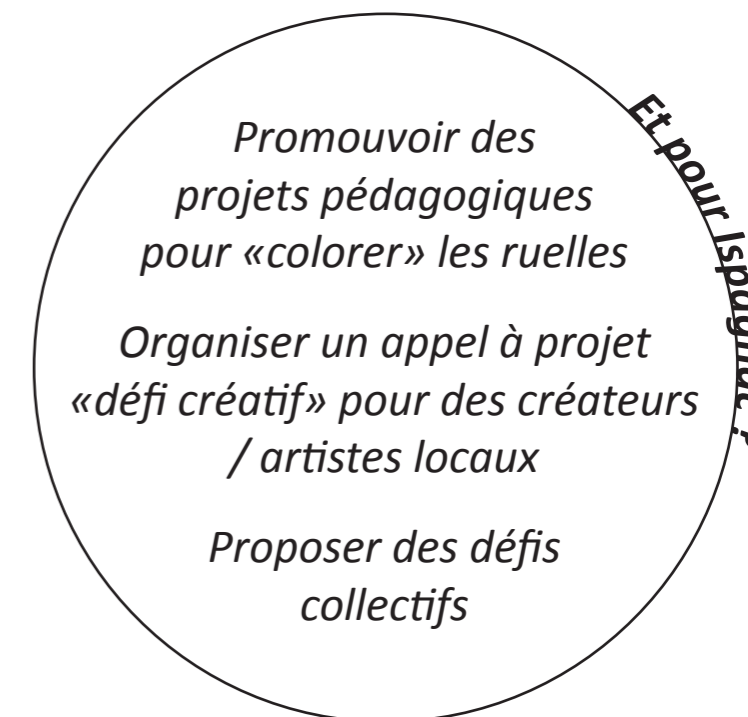 Et pour Ispagnac ?
Promouvoir des
projets pédagogiques
pour «colorer» les ruelles
Organiser un appel à projet
«défi créatif» pour des créateurs
/ artistes locaux
Proposer des défis
collectifs